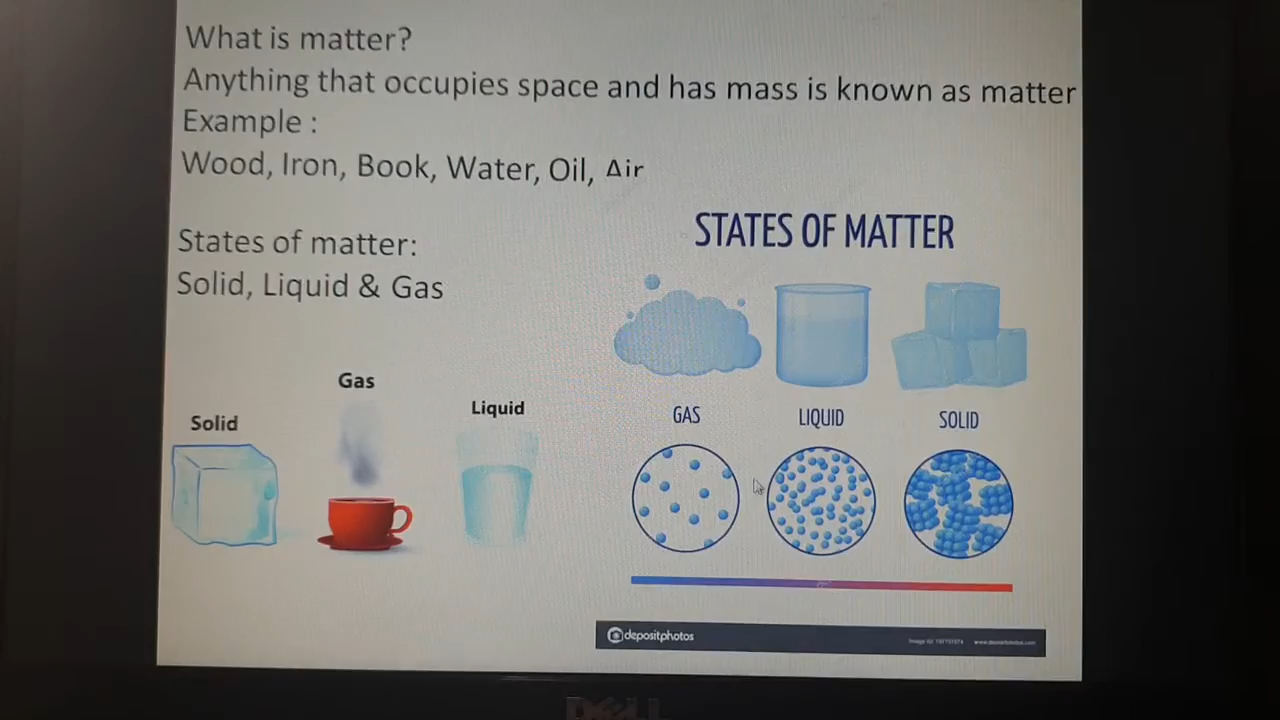 What is matter?
Anything that occupies space and has mass is known as matter
Example :
Wood, Iron, Book, Water, Oil, Air
States of matter:
Solid, Liquid & Gas
STATES OF MATTER
GAS
LIQUID
SOLID
Gas
Solid
Liquid
depositphotos
DELL